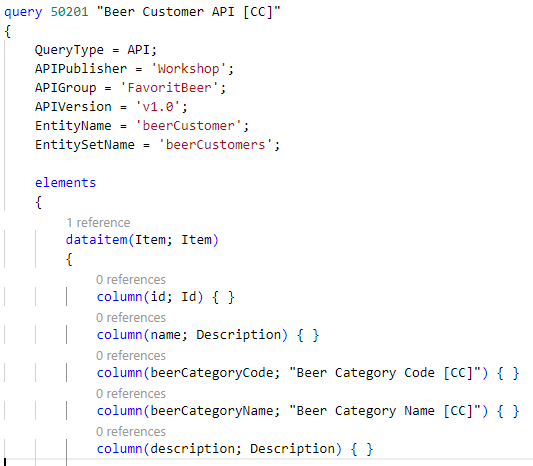 query 50201 "Beer Customer API [CC]"
{
QueryType = API;
APIPublisher = 'Workshop';
APIGroup = 'FavoritBeer';
APIVersion = 'v1.0';
EntityName = 'beerCustomer';
EntitySetName = 'beerCustomers';
elements
{
1 reference
dataitem(Item; Item)
{
0 references
column(id; Id) { }
0 references
column(name; Description) { }
0 references
column(beerCategoryCode; "Beer Category Code [CC]") { }
0 references
column(beerCategoryName; "Beer Category Name [CC]") { }
0 references
column(description; Description) { }